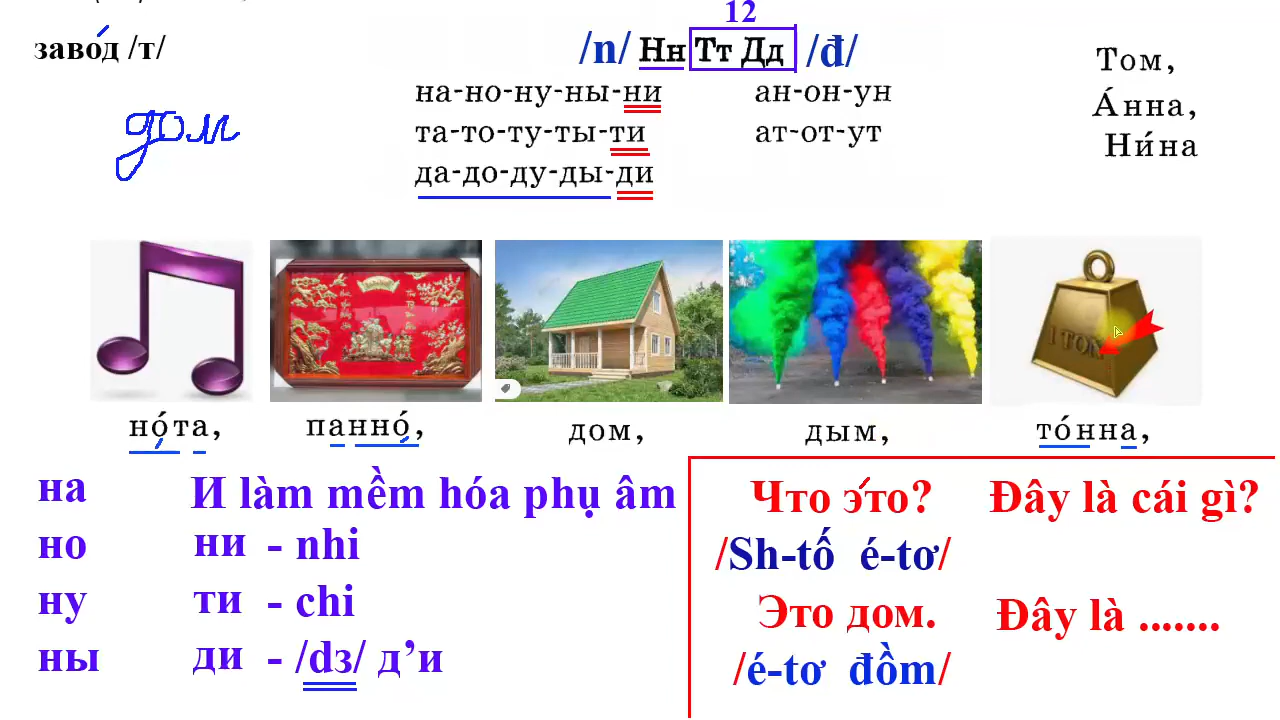 12
заво́д /т/
/n/ Нн Тт Дд /đ/
Том,
на-но-ну-ны-ни
ан-он-ун
А́нна,
дом
та-то-ту-ты-ти
ат-от-ут
Ни́на
да-до-ду-ды-ди
1 TON
но́та,
панно́,
дом,
дым,
то́нна,
на
И làm mềm hóa phụ âm
но
ни - nhi
ну
ти - chi
ны
ди - /dз/ д’и
Что э́то? Đây là cái gì?
/Sh-tố é-tơ/
Это дом. Đây là .......
/é-tơ đồm/